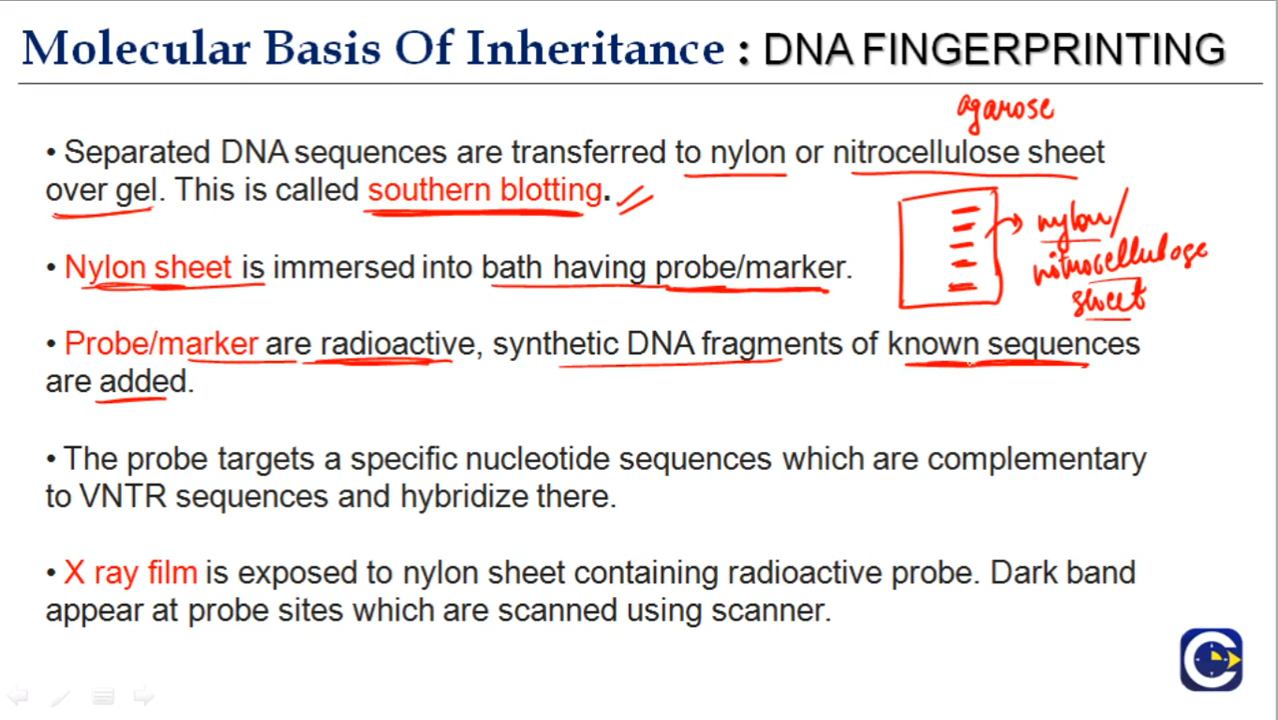 Molecular Basis Of Inheritance : DNA FINGERPRINTING
agarose
• Separated DNA sequences are transferred to nylon or nitrocellulose sheet
over gel. This is called southern blotting.
nylon/
nitrocellulose
sheet
• Nylon sheet is immersed into bath having probe/marker.
• Probe/marker are radioactive, synthetic DNA fragments of known sequences
are added.
• The probe targets a specific nucleotide sequences which are complementary
to VNTR sequences and hybridize there.
• X ray film is exposed to nylon sheet containing radioactive probe. Dark band
appear at probe sites which are scanned using scanner.